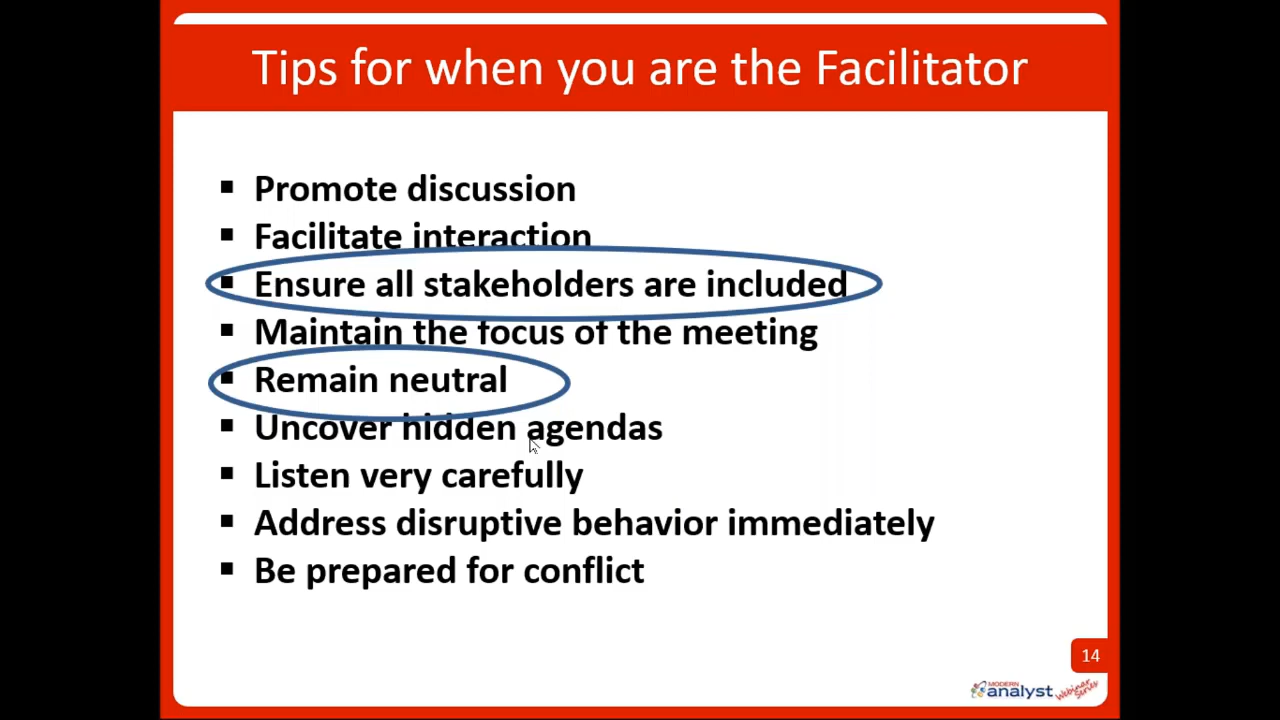 Tips for when you are the Facilitator
Promote discussion
Facilitate interaction
Ensure all stakeholders are included
Maintain the focus of the meeting
Remain neutral
Uncover hidden agendas
Listen very carefully
Address disruptive behavior immediately
Be prepared for conflict
14
MODERN
analyst Webinar
Series